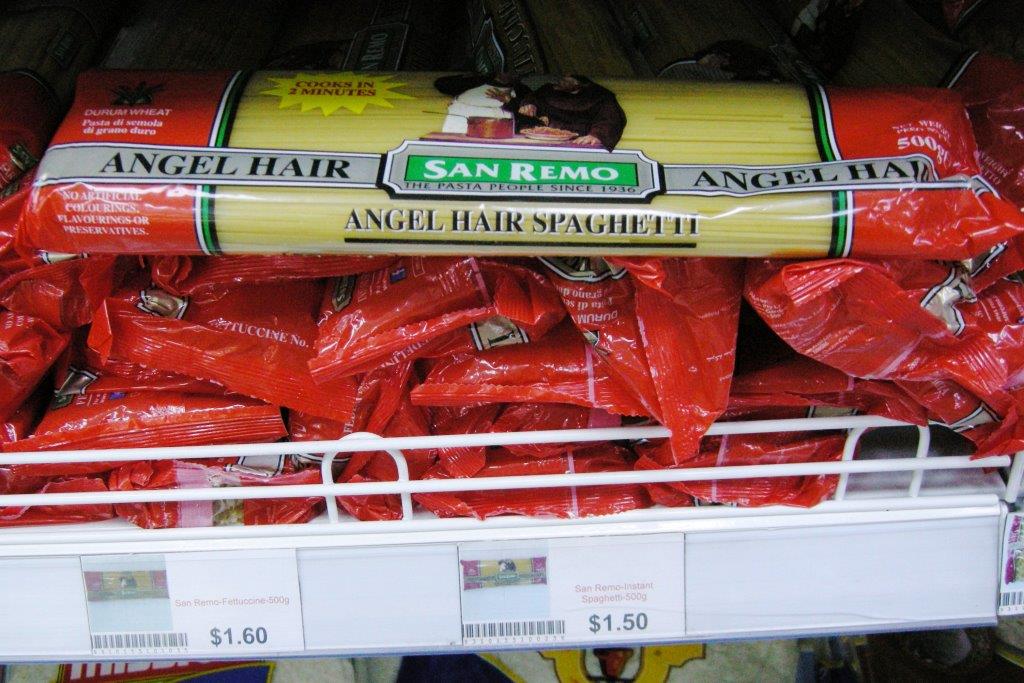 COOKS IN
2 MINUTES
DURUM WHEAT
Pasta di semola
di grano duro
ANGEL HAIR
SAN REMO
THE PASTA PEOPLE SINCE 1936
ANGEL HAIR SPAGHETTI
NO ARTIFICIAL
COLOURINGS,
FLAVOURINGS OR
PRESERVATIVES.
ANGEL HAI
500g
TUCCINE No.
San Remo-Fettuccine-500g
$1.60
San Remo-Instant
Spaghetti-500g
$1.50